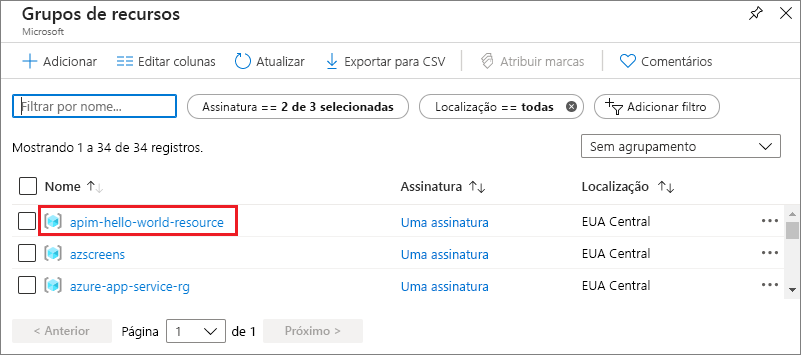 Grupos de recursos
Microsoft
Adicionar Editar colunas Atualizar Exportar para CSV Atribuir marcas Comentários
Filtrar por nome... Assinatura == 2 de 3 selecionadas Localização == todas Adicionar filtro
Mostrando 1 a 34 de 34 registros. Sem agrupamento
Nome Assinatura Localização
apim-hello-world-resource Uma assinatura EUA Central
azscreens Uma assinatura EUA Central
azure-app-service-rg Uma assinatura EUA Central
< Anterior Página 1 de 1 Próximo >